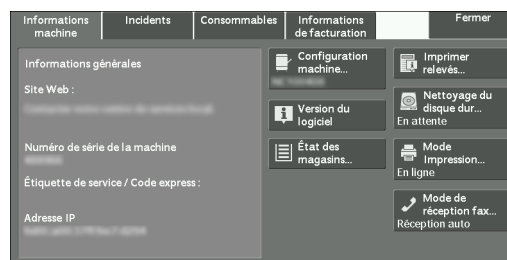 Informations
machine
Incidents
Consommables
Informations
de facturation
Fermer
Informations générales
Site Web :
Numéro de série de la machine
Étiquette de service / Code express :
Adresse IP
Configuration
machine...
Version du
logiciel
État des
magasins...
Imprimer
relevés...
Nettoyage du
disque dur...
En attente
Mode
Impression...
En ligne
Mode de
réception fax...
Réception auto